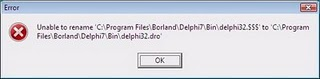 Error
Unable to rename 'C:\Program Files\Borland\Delphi7\Bin\delphi32.$$$' to 'C:\Program
Files\Borland\Delphi7\Bin\delphi32.dro'
OK